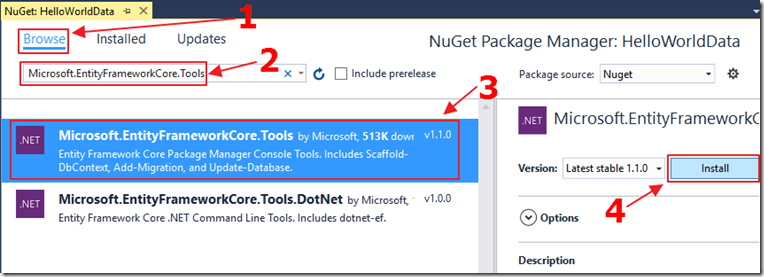 NuGet: HelloWorldData
1
Browse Installed Updates
NuGet Package Manager: HelloWorldData
Microsoft.EntityFrameworkCore.Tools
2
Include prerelease
Package source: Nuget
3
.NET
Microsoft.EntityFrameworkCore.Tools by Microsoft, 513K dow v1.1.0
Entity Framework Core Package Manager Console Tools. Includes Scaffold-
DbContext, Add-Migration, and Update-Database.
.NET
Microsoft.EntityFrameworkCore.Tools.DotNet by Microsoft, v1.0.0
Entity Framework Core .NET Command Line Tools. Includes dotnet-ef.
.NET
Microsoft.EntityFrameworkC
Version: Latest stable 1.1.0 Install
4
Options
Description